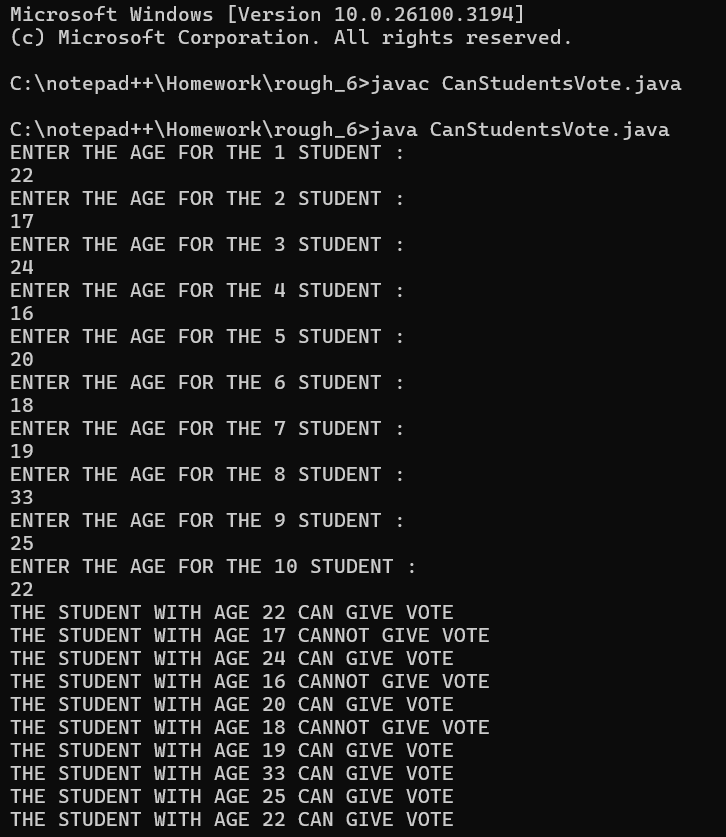 Microsoft Windows [Version 10.0.26100.3194]
(c) Microsoft Corporation. All rights reserved.
C:\notepad++\Homework\rough_6>javac CanStudentsVote.java
C:\notepad++\Homework\rough_6>java CanStudentsVote.java
ENTER THE AGE FOR THE 1 STUDENT :
22
ENTER THE AGE FOR THE 2 STUDENT :
17
ENTER THE AGE FOR THE 3 STUDENT :
24
ENTER THE AGE FOR THE 4 STUDENT :
16
ENTER THE AGE FOR THE 5 STUDENT :
20
ENTER THE AGE FOR THE 6 STUDENT :
18
ENTER THE AGE FOR THE 7 STUDENT :
19
ENTER THE AGE FOR THE 8 STUDENT :
33
ENTER THE AGE FOR THE 9 STUDENT :
25
ENTER THE AGE FOR THE 10 STUDENT :
22
THE STUDENT WITH AGE 22 CAN GIVE VOTE
THE STUDENT WITH AGE 17 CANNOT GIVE VOTE
THE STUDENT WITH AGE 24 CAN GIVE VOTE
THE STUDENT WITH AGE 16 CANNOT GIVE VOTE
THE STUDENT WITH AGE 20 CAN GIVE VOTE
THE STUDENT WITH AGE 18 CANNOT GIVE VOTE
THE STUDENT WITH AGE 19 CAN GIVE VOTE
THE STUDENT WITH AGE 33 CAN GIVE VOTE
THE STUDENT WITH AGE 25 CAN GIVE VOTE
THE STUDENT WITH AGE 22 CAN GIVE VOTE